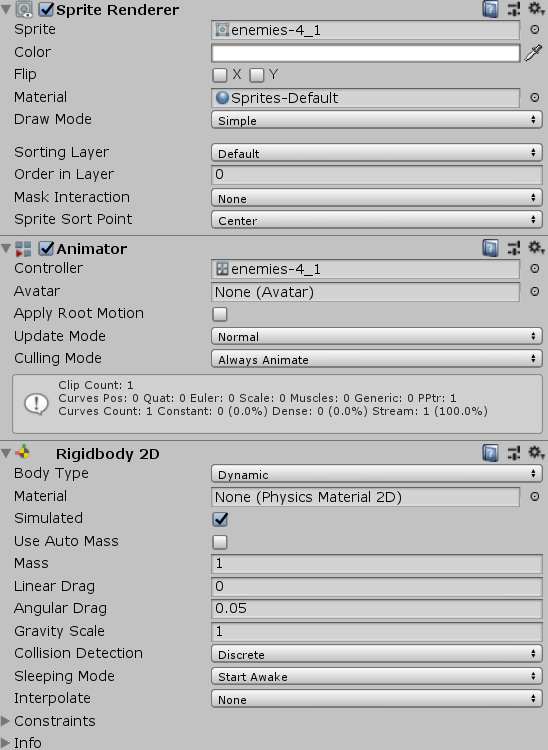 Sprite Renderer
Sprite enemies-4_1
Color
Flip X Y
Material Sprites-Default
Draw Mode Simple
Sorting Layer Default
Order in Layer 0
Mask Interaction None
Sprite Sort Point Center
Animator
Controller enemies-4_1
Avatar None (Avatar)
Apply Root Motion
Update Mode Normal
Culling Mode Always Animate
Clip Count: 1
Curves Pos: 0 Quat: 0 Euler: 0 Scale: 0 Muscles: 0 Generic: 0 PPtr: 1
Curves Count: 1 Constant: 0 (0.0%) Dense: 0 (0.0%) Stream: 1 (100.0%)
Rigidbody 2D
Body Type Dynamic
Material None (Physics Material 2D)
Simulated
Use Auto Mass
Mass 1
Linear Drag 0
Angular Drag 0.05
Gravity Scale 1
Collision Detection Discrete
Sleeping Mode Start Awake
Interpolate None
Constraints
Info